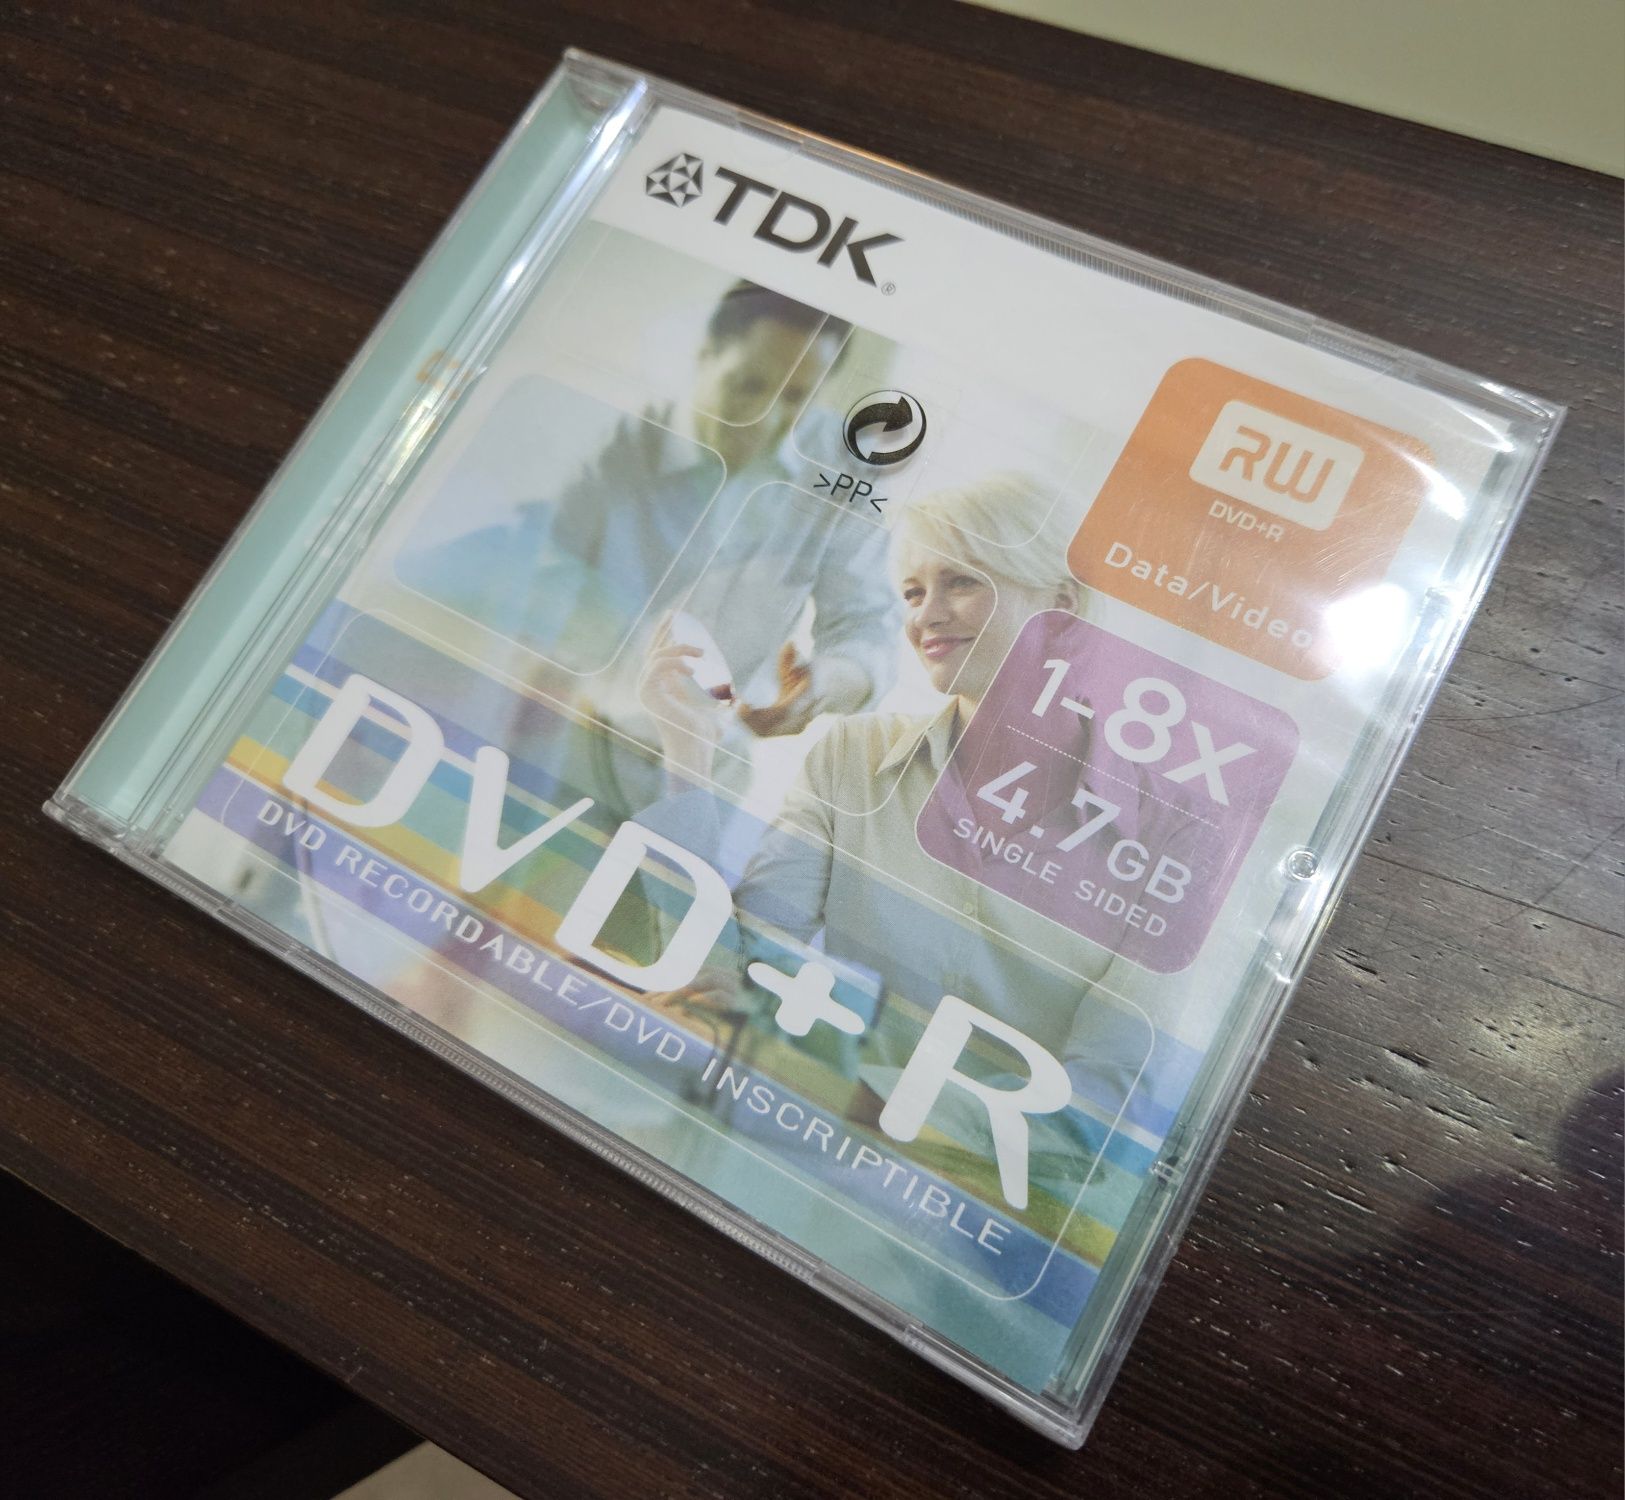 TDK®
>PP<
RW
DVD+R
Data/Video
1-8x
4.7GB
SINGLE SIDED
DVD+R
DVD RECORDABLE/DVD INSCRIPTIBLE